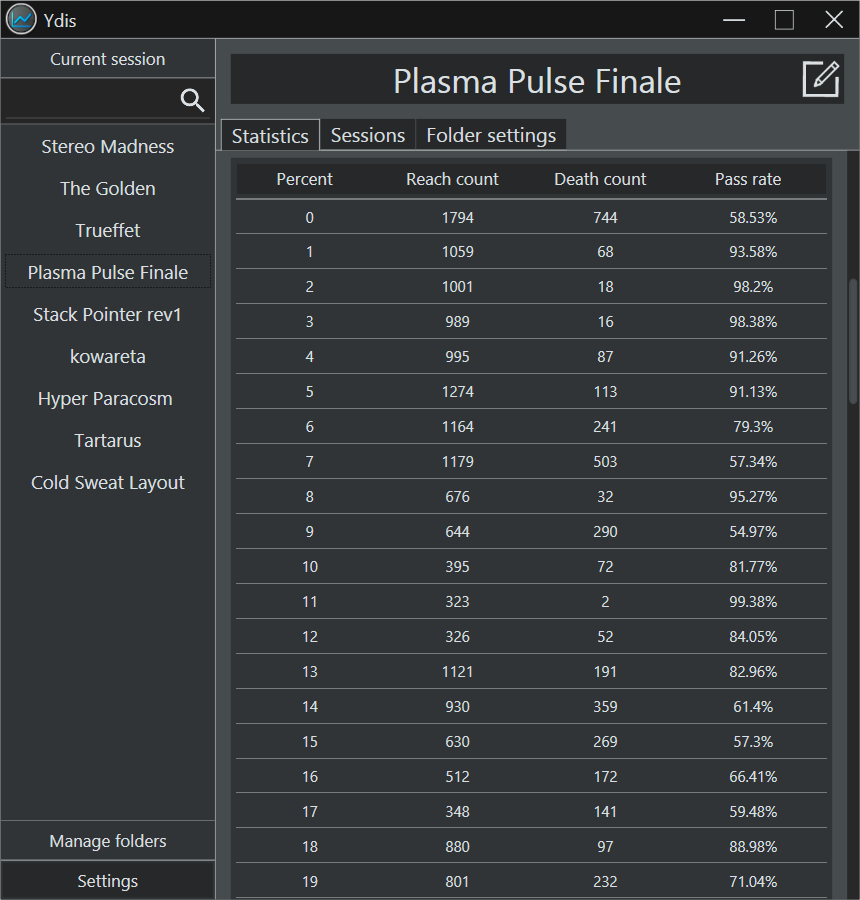 Ydis
Current session
Stereo Madness
The Golden
Trueffet
Plasma Pulse Finale
Stack Pointer rev1
kowareta
Hyper Paracosm
Tartarus
Cold Sweat Layout
Manage folders
Settings
Plasma Pulse Finale
Statistics Sessions Folder settings
Percent Reach count Death count Pass rate
0 1794 744 58.53%
1 1059 68 93.58%
2 1001 18 98.2%
3 989 16 98.38%
4 995 87 91.26%
5 1274 113 91.13%
6 1164 241 79.3%
7 1179 503 57.34%
8 676 32 95.27%
9 644 290 54.97%
10 395 72 81.77%
11 323 2 99.38%
12 326 52 84.05%
13 1121 191 82.96%
14 930 359 61.4%
15 630 269 57.3%
16 512 172 66.41%
17 348 141 59.48%
18 880 97 88.98%
19 801 232 71.04%